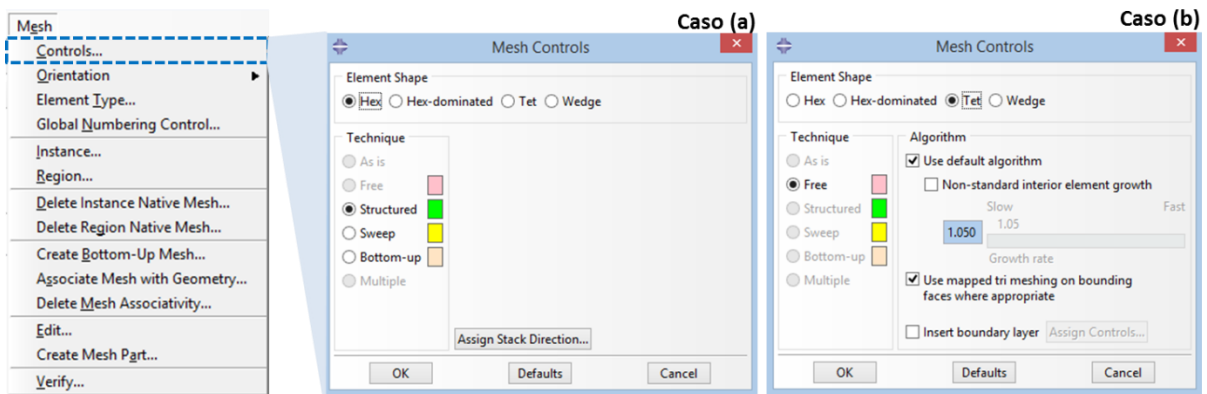 Mesh
Controls...
Orientation
Element Type...
Global Numbering Control...
Instance...
Region...
Delete Instance Native Mesh...
Delete Region Native Mesh...
Create Bottom-Up Mesh...
Associate Mesh with Geometry...
Delete Mesh Associativity...
Edit...
Create Mesh Part...
Verify...
Caso (a)
Mesh Controls
Element Shape
Hex Hex-dominated Tet Wedge
Technique
As is
Free
Structured
Sweep
Bottom-up
Multiple
Assign Stack Direction...
OK Defaults Cancel
Caso (b)
Mesh Controls
Element Shape
Hex Hex-dominated Tet Wedge
Technique
As is
Free
Structured
Sweep
Bottom-up
Multiple
Algorithm
Use default algorithm
Non-standard interior element growth
Slow Fast
1.050 1.05
Growth rate
Use mapped tri meshing on bounding
faces where appropriate
Insert boundary layer Assign Controls...
OK Defaults Cancel